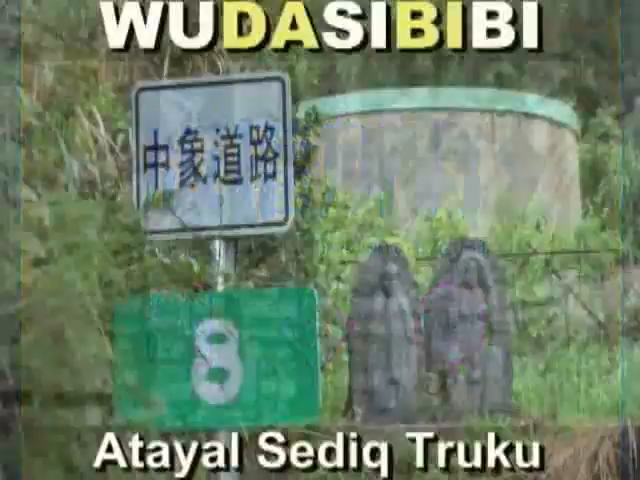 WUDASIBIBI
中象道路
8
Atayal Sediq Truku